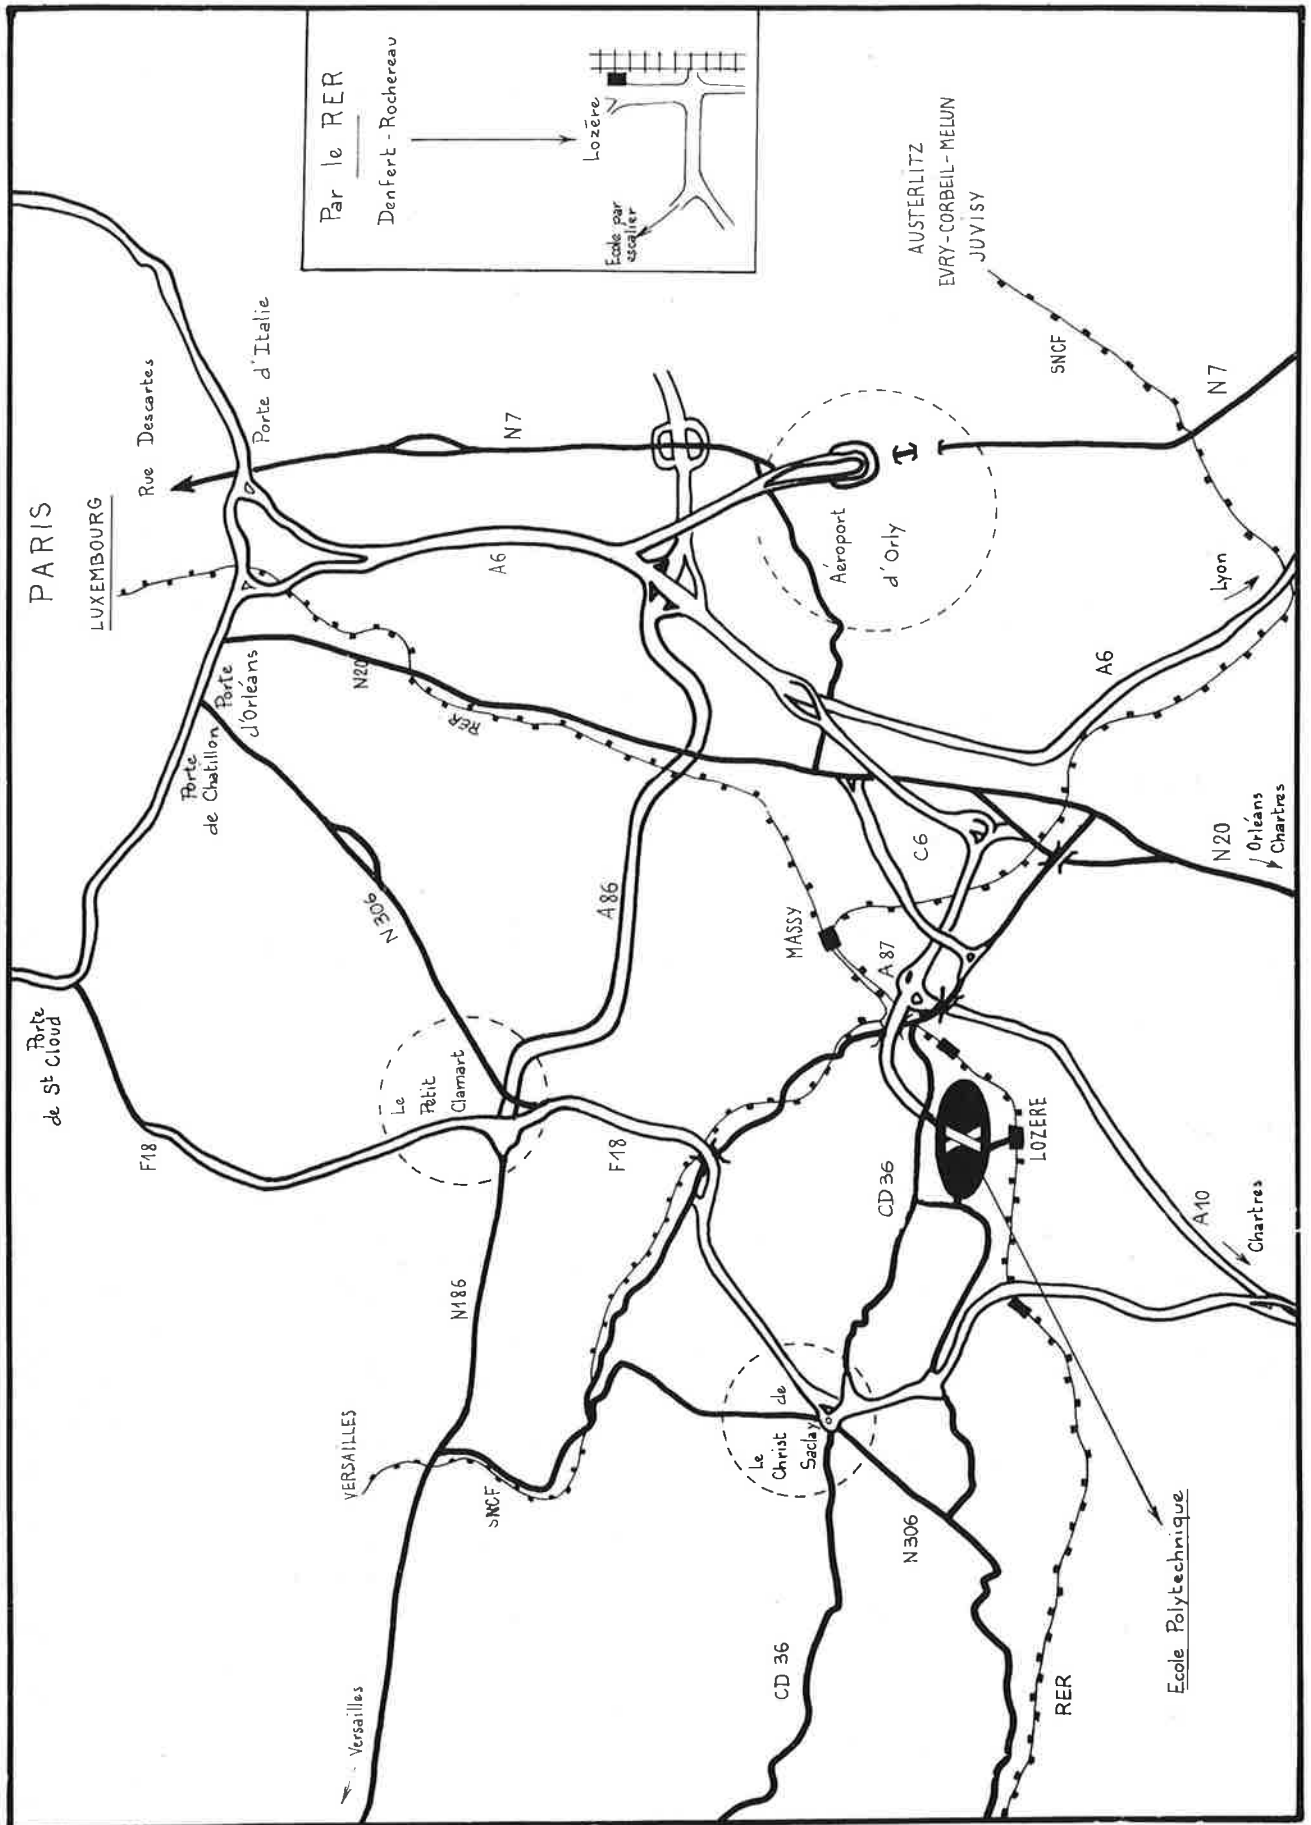 PARIS
LUXEMBOURG
Rue Descartes
Porte d'Italie
Par le RER
Denfert-Rochereau
Lozère
Ecole par
escalier
Porte
de St Cloud
Porte
de Chatillon
Porte
d'Orléans
N20
RER
A6
N7
F18
N306
Le
Petit
Clamart
A86
Aéroport
d'Orly
AUSTERLITZ
EVRY-CORBEIL-MELUN
JUVISY
SNCF
N7
Lyon
A6
VERSAILLES
N186
F18
SNCF
Versailles
MASSY
A87
C6
N20
Orléans
Chartres
Le
Christ de
Saclay
CD36
X
LOZERE
A10
Chartres
CD 36
N306
RER
Ecole Polytechnique